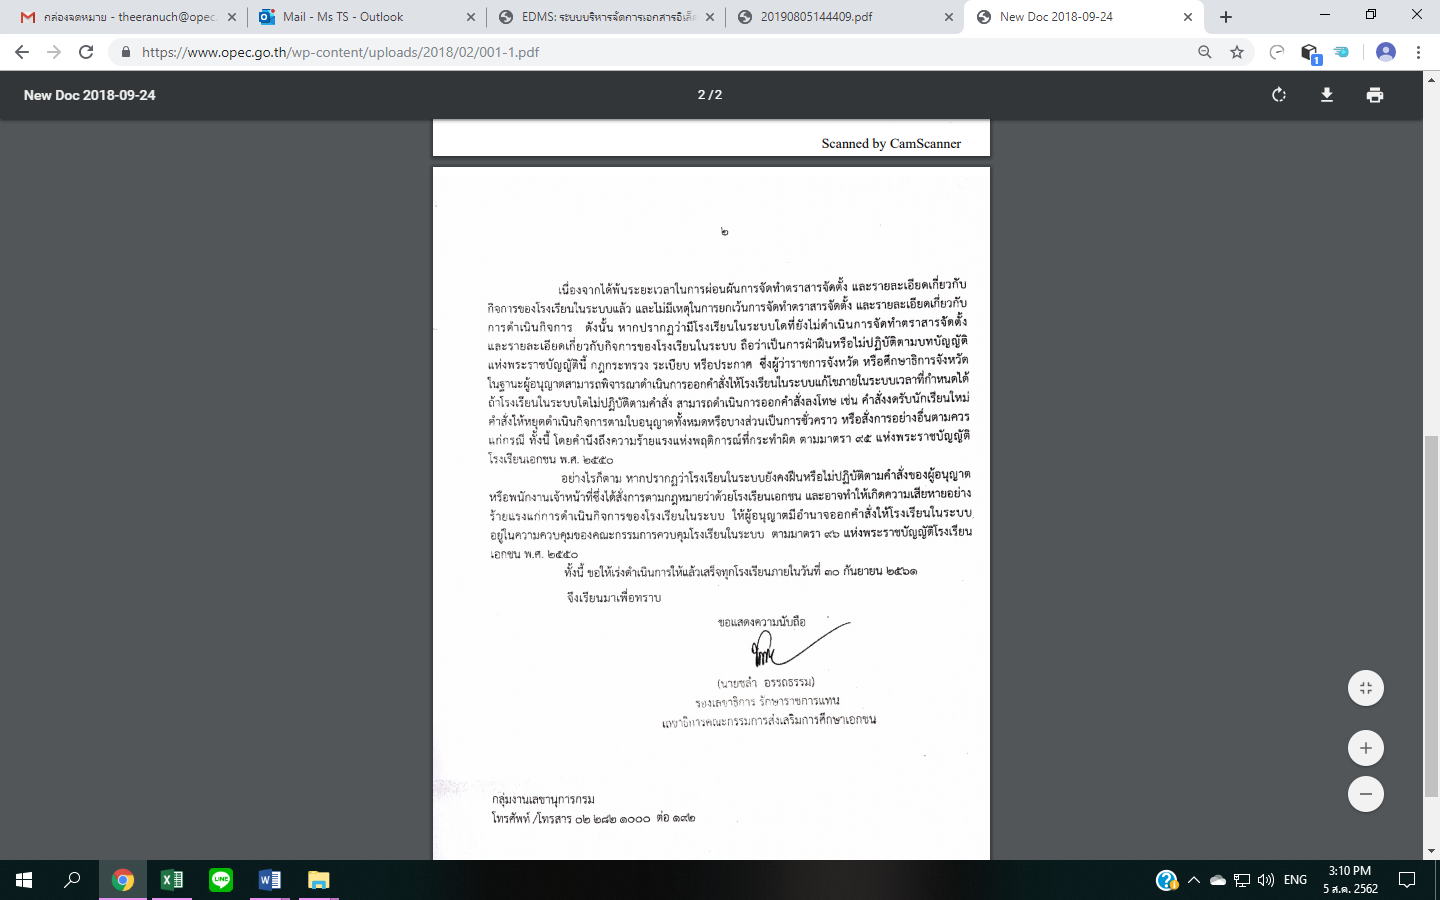 กล่องจดหมาย - theeranuch@opec
Mail - Ms TS - Outlook
EDMS: ระบบบริหารจัดการเอกสารอิเล็ก
20190805144409.pdf
New Doc 2018-09-24
https://www.opec.go.th/wp-content/uploads/2018/02/001-1.pdf
1
New Doc 2018-09-24
2 / 2
Scanned by CamScanner
๒
เนื่องจากได้พ้นระยะเวลาในการผ่อนผันการจัดทำตราสารจัดตั้ง และรายละเอียดเกี่ยวกับ
กิจการของโรงเรียนในระบบแล้ว และไม่มีเหตุในการยกเว้นการจัดทำตราสารจัดตั้ง และรายละเอียดเกี่ยวกับ
การดำเนินกิจการ ดังนั้น หากปรากฏว่ามีโรงเรียนในระบบใดที่ยังไม่ดำเนินการจัดทำตราสารจัดตั้ง
และรายละเอียดเกี่ยวกับกิจการของโรงเรียนในระบบ ถือว่าเป็นการฝ่าฝืนหรือไม่ปฏิบัติตามบทบัญญัติ
แห่งพระราชบัญญัตินี้ กฎกระทรวง ระเบียบ หรือประกาศ ซึ่งผู้ว่าราชการจังหวัด หรือศึกษาธิการจังหวัด
ในฐานะผู้อนุญาตสามารถพิจารณาดำเนินการออกคำสั่งให้โรงเรียนในระบบแก้ไขภายในระบบเวลาที่กำหนดได้
ถ้าโรงเรียนในระบบใดไม่ปฏิบัติตามคำสั่ง สามารถดำเนินการออกคำสั่งลงโทษ เช่น คำสั่งงดรับนักเรียนใหม่
คำสั่งให้หยุดดำเนินกิจการตามใบอนุญาตทั้งหมดหรือบางส่วนเป็นการชั่วคราว หรือสั่งการอย่างอื่นตามควร
แก่กรณี ทั้งนี้ โดยคำนึงถึงความร้ายแรงแห่งพฤติการณ์ที่กระทำผิด ตามมาตรา ๙๕ แห่งพระราชบัญญัติ
โรงเรียนเอกชน พ.ศ. ๒๕๕๐
อย่างไรก็ตาม หากปรากฏว่าโรงเรียนในระบบยังคงฝืนหรือไม่ปฏิบัติตามคำสั่งของผู้อนุญาต
หรือพนักงานเจ้าหน้าที่ซึ่งได้สั่งการตามกฎหมายว่าด้วยโรงเรียนเอกชน และอาจทำให้เกิดความเสียหายอย่าง
ร้ายแรงแก่การดำเนินกิจการของโรงเรียนในระบบ ให้ผู้อนุญาตมีอำนาจออกคำสั่งให้โรงเรียนในระบบ
อยู่ในความควบคุมของคณะกรรมการควบคุมโรงเรียนในระบบ ตามมาตรา ๙๖ แห่งพระราชบัญญัติโรงเรียน
เอกชน พ.ศ. ๒๕๕๐
ทั้งนี้ ขอให้เร่งดำเนินการให้แล้วเสร็จทุกโรงเรียนภายในวันที่ ๓๐ กันยายน ๒๕๖๑
จึงเรียนมาเพื่อทราบ
ขอแสดงความนับถือ
(นายชลำ อรรถธรรม)
รองเลขาธิการ รักษาราชการแทน
เลขาธิการคณะกรรมการส่งเสริมการศึกษาเอกชน
กลุ่มงานเลขานุการกรม
โทรศัพท์ /โทรสาร ๐๒ ๒๘๒ ๑๐๐๐ ต่อ ๑๙๒
LINE
ENG
3:10 PM
5 ส.ค. 2562